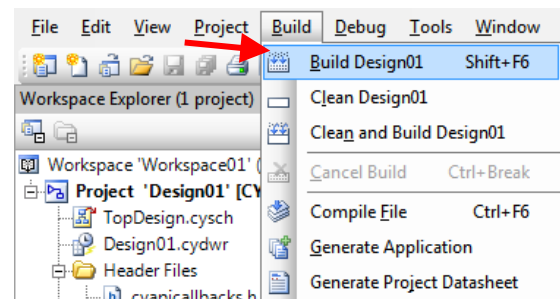 File Edit View Project Build Debug Tools Window
Build Design01 Shift+F6
Workspace Explorer (1 project)
Clean Design01
Clean and Build Design01
Workspace 'Workspace01' (
Cancel Build Ctrl+Break
Project 'Design01' [CY
TopDesign.cysch
Compile File Ctrl+F6
Design01.cydwr
Generate Application
Header Files
Generate Project Datasheet
cyapicallbacks.h